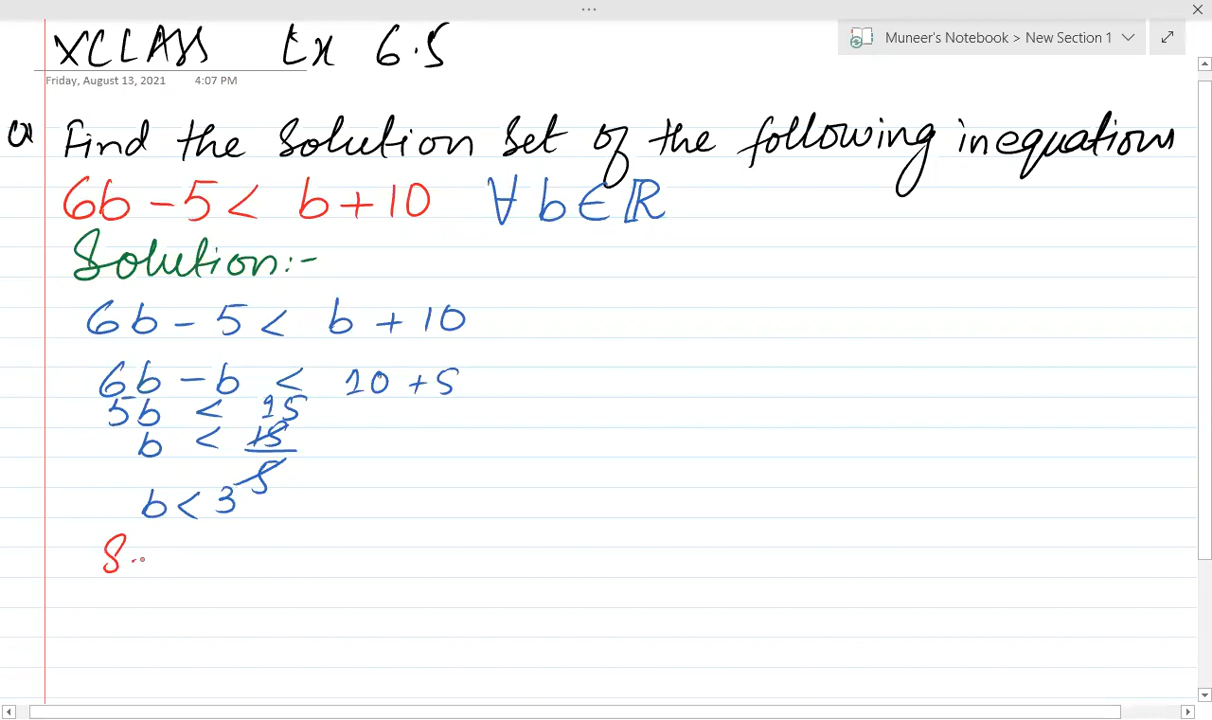 Muneer's Notebook > New Section 1
XCLASS Ex 6.5
Friday, August 13, 2021 4:07 PM
Q Find the Solution Set of the following inequations
6b - 5 < b + 10 ∀ b ∈ ℝ
Solution:-
6b - 5 < b + 10
6b - b < 10 + 5
5b < 15
b < 15/5
b < 3
S.